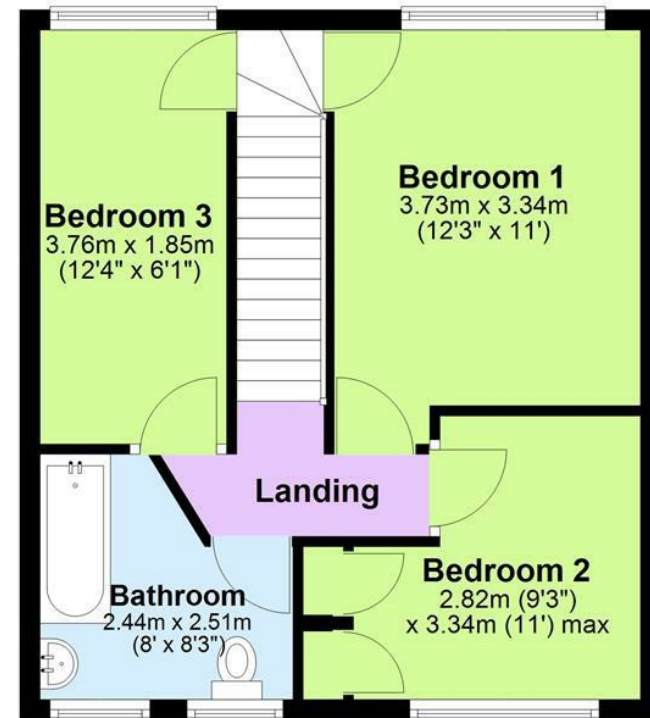 Bedroom 1
3.73m x 3.34m
(12'3" x 11')
Bedroom 3
3.76m x 1.85m
(12'4" x 6'1")
Landing
Bedroom 2
2.82m (9'3")
x 3.34m (11') max
Bathroom
2.44m x 2.51m
(8' x 8'3")